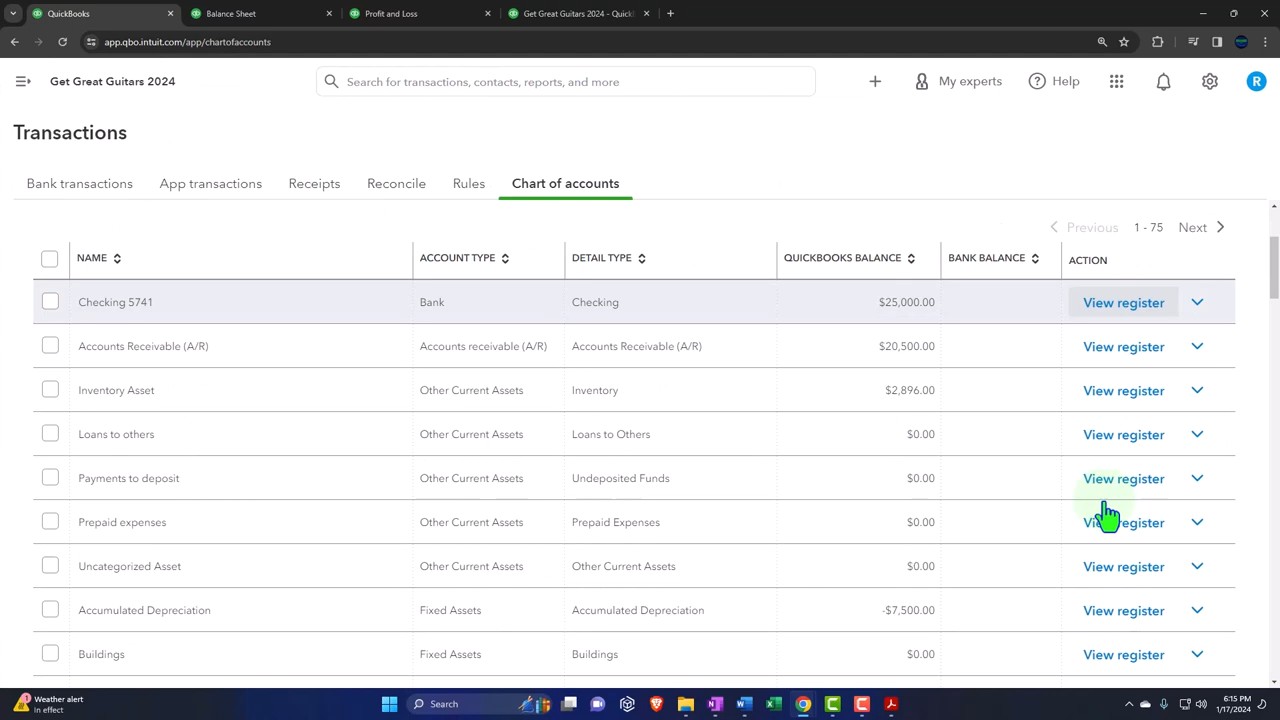 QuickBooks
Balance Sheet
Profit and Loss
Get Great Guitars 2024 - QuickB
app.qbo.intuit.com/app/chartofaccounts
Get Great Guitars 2024
Search for transactions, contacts, reports, and more
My experts
Help
R
Transactions
Bank transactions App transactions Receipts Reconcile Rules Chart of accounts
Previous 1 - 75 Next
NAME ACCOUNT TYPE DETAIL TYPE QUICKBOOKS BALANCE BANK BALANCE ACTION
Checking 5741 Bank Checking $25,000.00 View register
Accounts Receivable (A/R) Accounts receivable (A/R) Accounts Receivable (A/R) $20,500.00 View register
Inventory Asset Other Current Assets Inventory $2,896.00 View register
Loans to others Other Current Assets Loans to Others $0.00 View register
Payments to deposit Other Current Assets Undeposited Funds $0.00 View register
Prepaid expenses Other Current Assets Prepaid Expenses $0.00 View register
Uncategorized Asset Other Current Assets Other Current Assets $0.00 View register
Accumulated Depreciation Fixed Assets Accumulated Depreciation -$7,500.00 View register
Buildings Fixed Assets Buildings $0.00 View register
Weather alert
In effect
Search
6:15 PM
1/17/2024